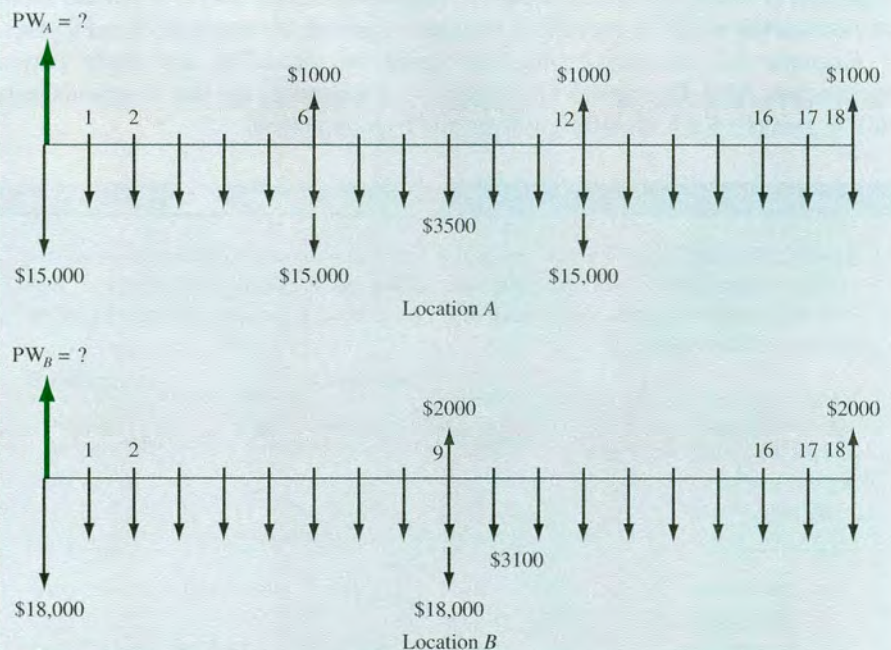 PW_A = ?
$1000 $1000 $1000
1 2 6 12 16 17 18
$3500
$15,000 $15,000 $15,000
Location A
PW_B = ?
$2000 $2000
1 2 9 16 17 18
$3100
$18,000 $18,000
Location B